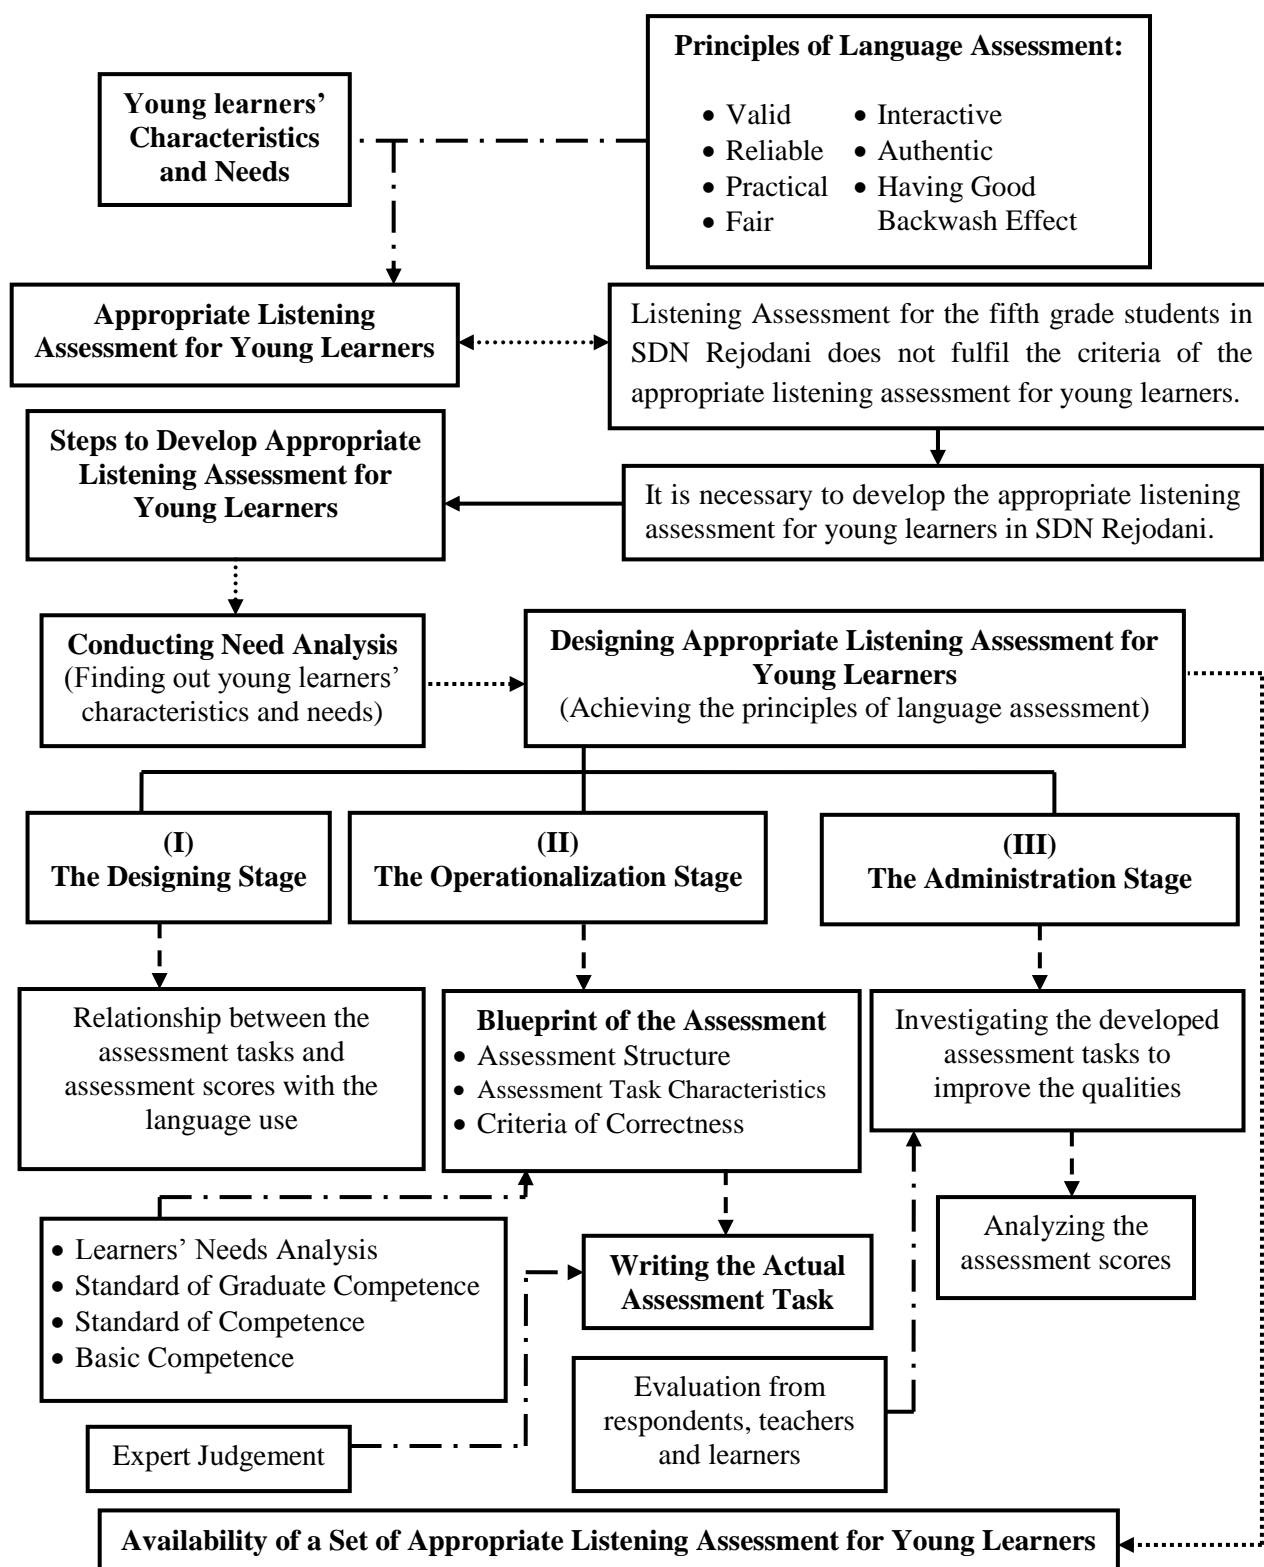 Principles of Language Assessment:
• Valid
• Reliable
• Practical
• Fair
• Interactive
• Authentic
• Having Good
Backwash Effect
Young learners’
Characteristics
and Needs
Appropriate Listening
Assessment for Young Learners
Listening Assessment for the fifth grade students in
SDN Rejodani does not fulfil the criteria of the
appropriate listening assessment for young learners.
Steps to Develop Appropriate
Listening Assessment for
Young Learners
It is necessary to develop the appropriate listening
assessment for young learners in SDN Rejodani.
Conducting Need Analysis
(Finding out young learners’
characteristics and needs)
Designing Appropriate Listening Assessment for
Young Learners
(Achieving the principles of language assessment)
(I)
The Designing Stage
(II)
The Operationalization Stage
(III)
The Administration Stage
Relationship between the
assessment tasks and
assessment scores with the
language use
Blueprint of the Assessment
• Assessment Structure
• Assessment Task Characteristics
• Criteria of Correctness
Investigating the developed
assessment tasks to
improve the qualities
• Learners’ Needs Analysis
• Standard of Graduate Competence
• Standard of Competence
• Basic Competence
Writing the Actual
Assessment Task
Analyzing the
assessment scores
Expert Judgement
Evaluation from
respondents, teachers
and learners
Availability of a Set of Appropriate Listening Assessment for Young Learners